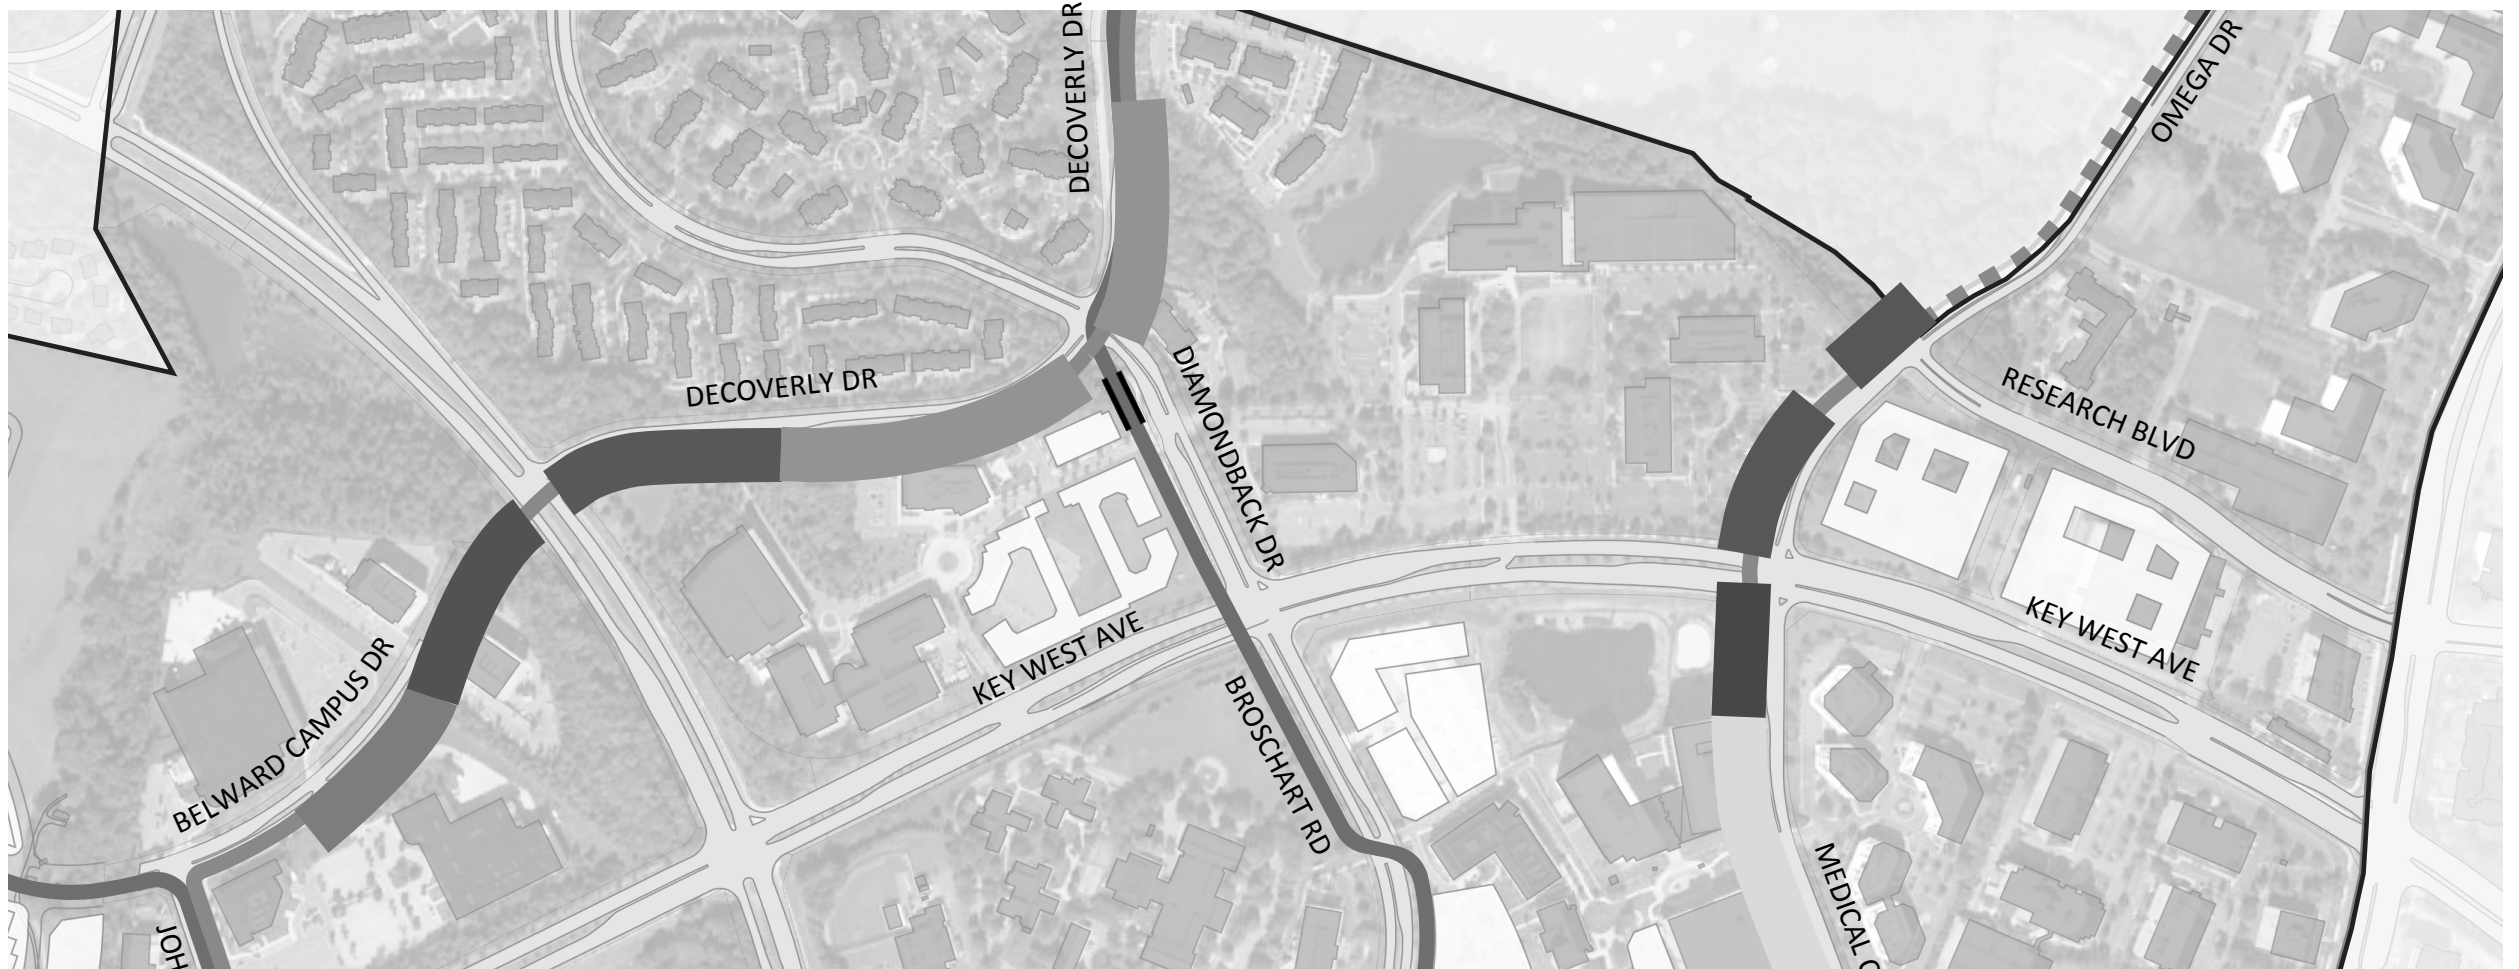 DECOVERLY DR
OMEGA DR
DECOVERLY DR
DIAMONDBACK DR
RESEARCH BLVD
KEY WEST AVE
KEY WEST AVE
BELWARD CAMPUS DR
BROSCHART RD
MEDICAL C
JOH